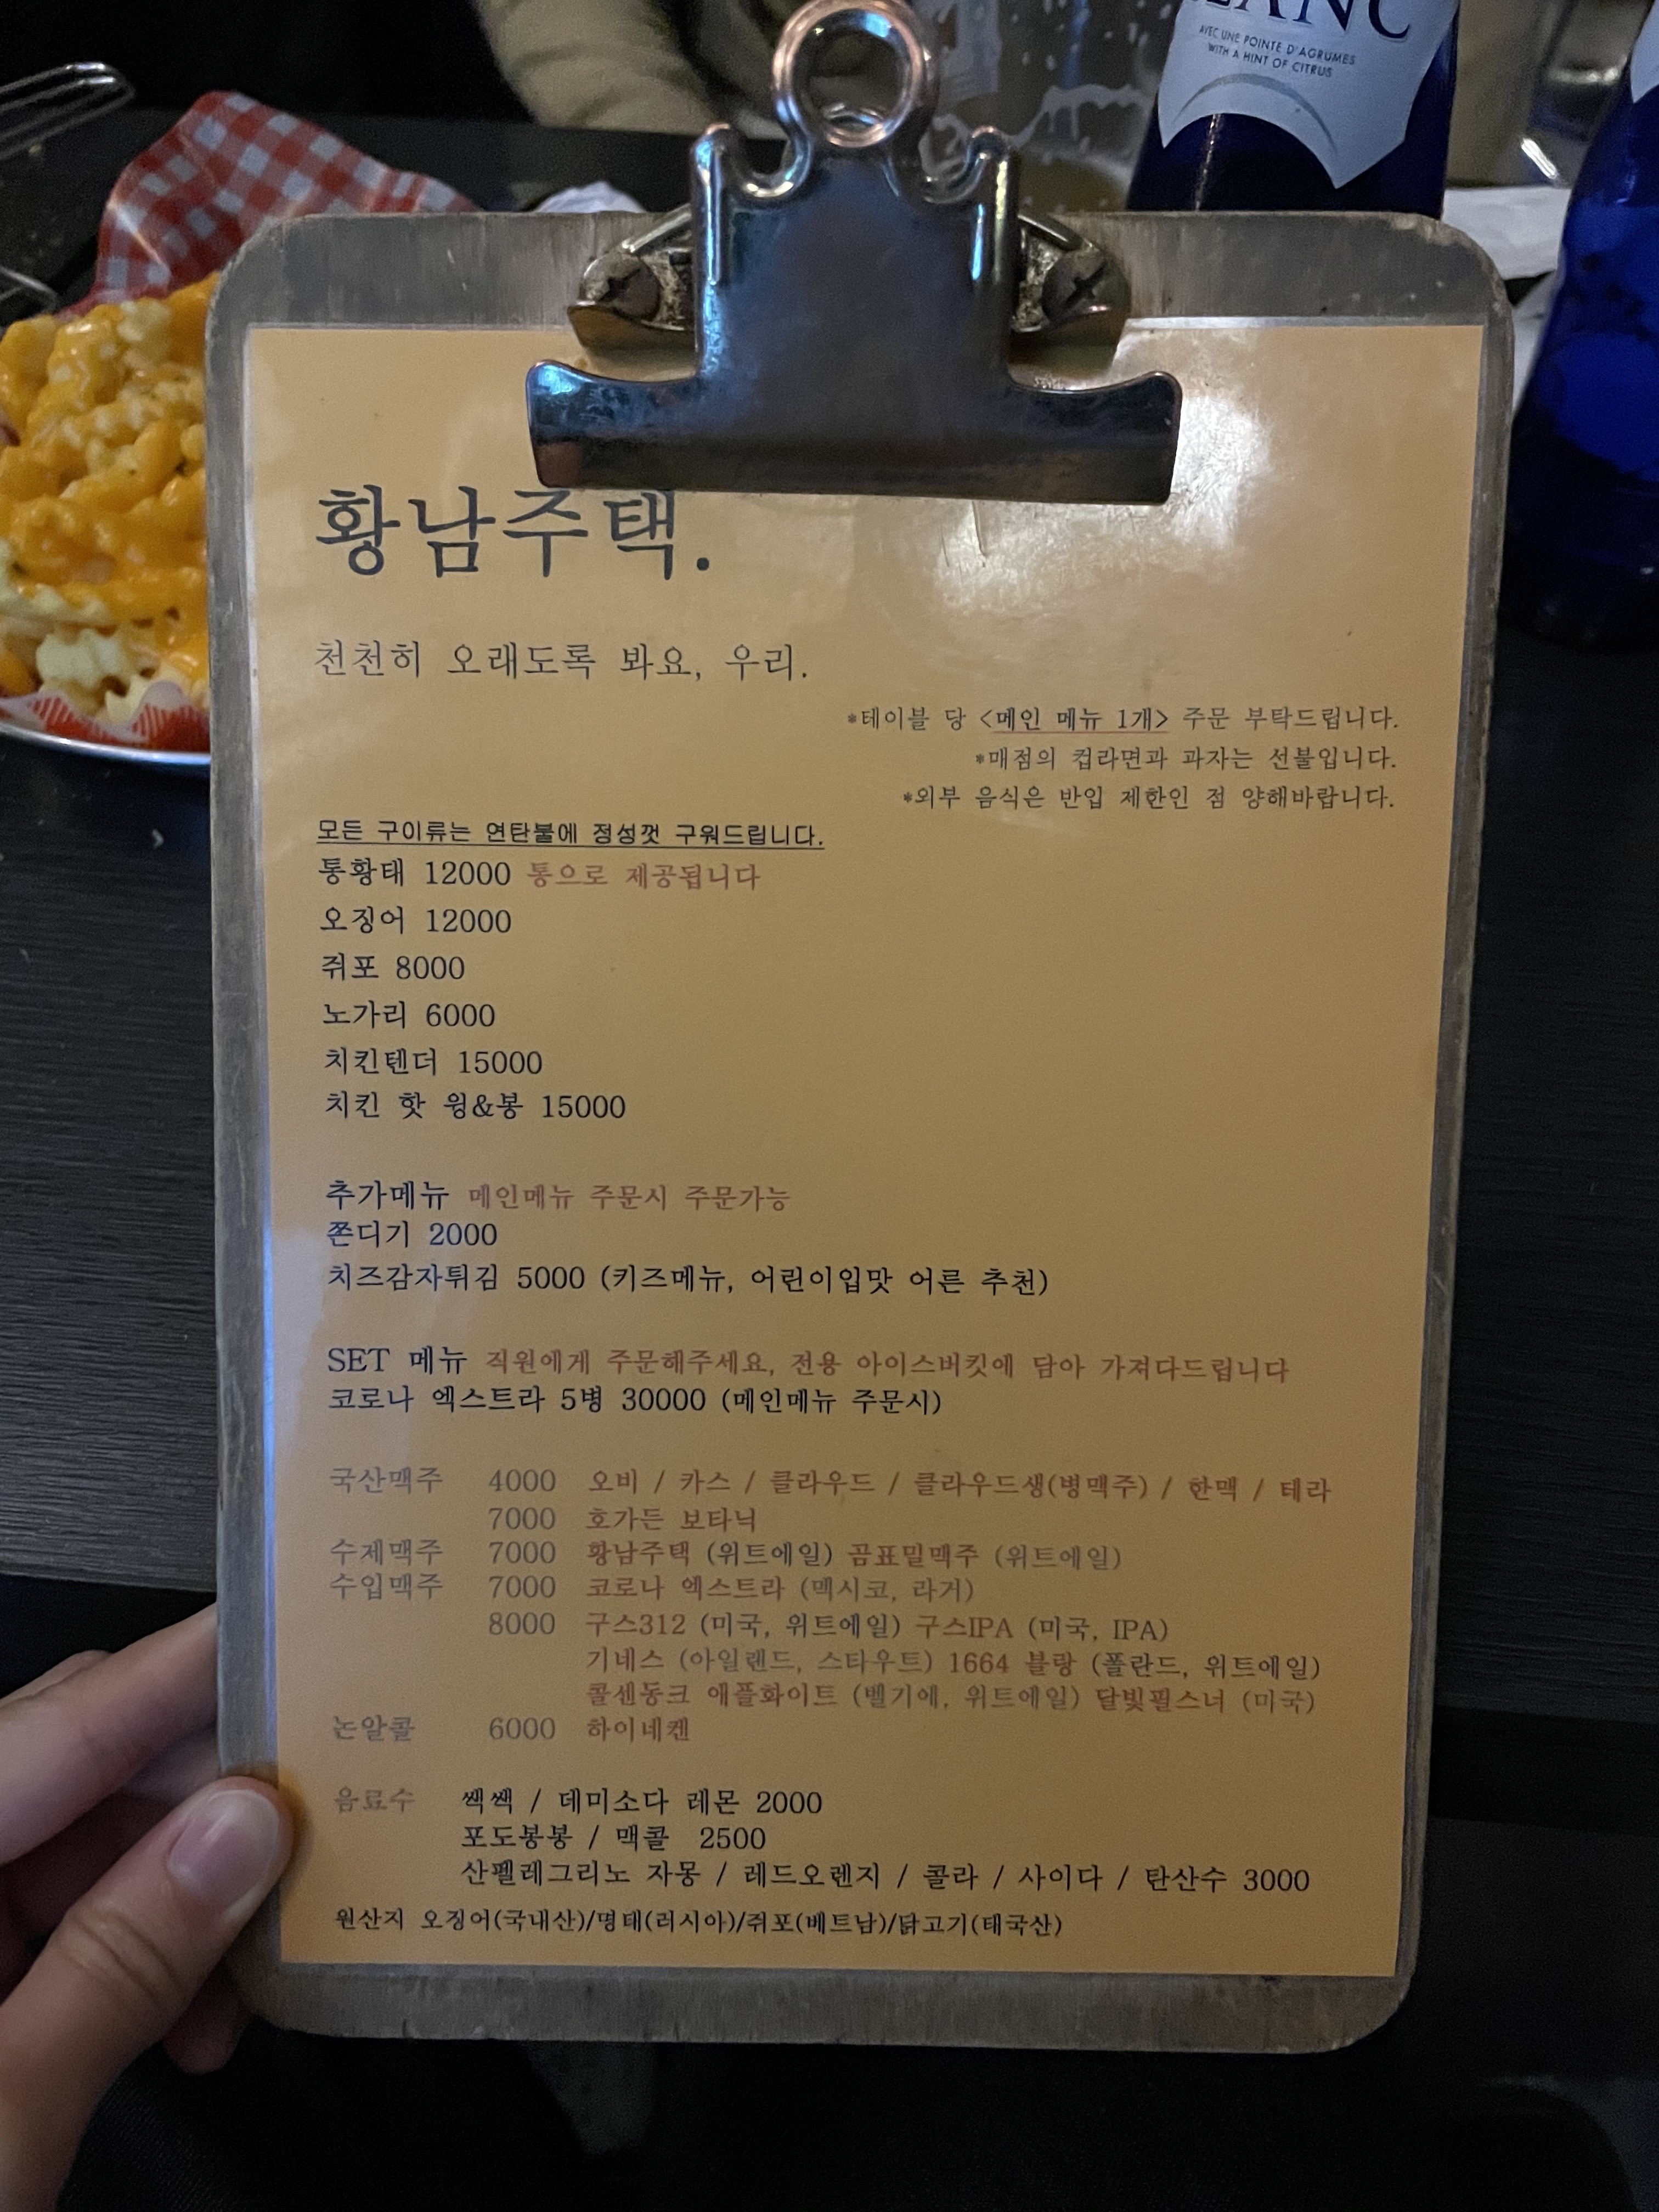 BLANC
AVEC UNE POINTE D'AGRUMES
WITH A HINT OF CITRUS
황남주택.
천천히 오래도록 봐요, 우리.
*테이블 당 <메인 메뉴 1개> 주문 부탁드립니다.
*매점의 컵라면과 과자는 선불입니다.
*외부 음식은 반입 제한인 점 양해바랍니다.
모든 구이류는 연탄불에 정성껏 구워드립니다.
통황태 12000 통으로 제공됩니다
오징어 12000
쥐포 8000
노가리 6000
치킨텐더 15000
치킨 핫 윙&봉 15000
추가메뉴 메인메뉴 주문시 주문가능
쫀디기 2000
치즈감자튀김 5000 (키즈메뉴, 어린이입맛 어른 추천)
SET 메뉴 직원에게 주문해주세요, 전용 아이스버킷에 담아 가져다드립니다
코로나 엑스트라 5병 30000 (메인메뉴 주문시)
국산맥주 4000 오비 / 카스 / 클라우드 / 클라우드생(병맥주) / 한맥 / 테라
7000 호가든 보타닉
수제맥주 7000 황남주택 (위트에일) 곰표밀맥주 (위트에일)
수입맥주 7000 코로나 엑스트라 (멕시코, 라거)
8000 구스312 (미국, 위트에일) 구스IPA (미국, IPA)
기네스 (아일랜드, 스타우트) 1664 블랑 (폴란드, 위트에일)
콜센동크 애플화이트 (벨기에, 위트에일) 달빛필스너 (미국)
논알콜 6000 하이네켄
음료수 쌕쌕 / 데미소다 레몬 2000
포도봉봉 / 맥콜 2500
산펠레그리노 자몽 / 레드오렌지 / 콜라 / 사이다 / 탄산수 3000
원산지 오징어(국내산)/명태(러시아)/쥐포(베트남)/닭고기(태국산)